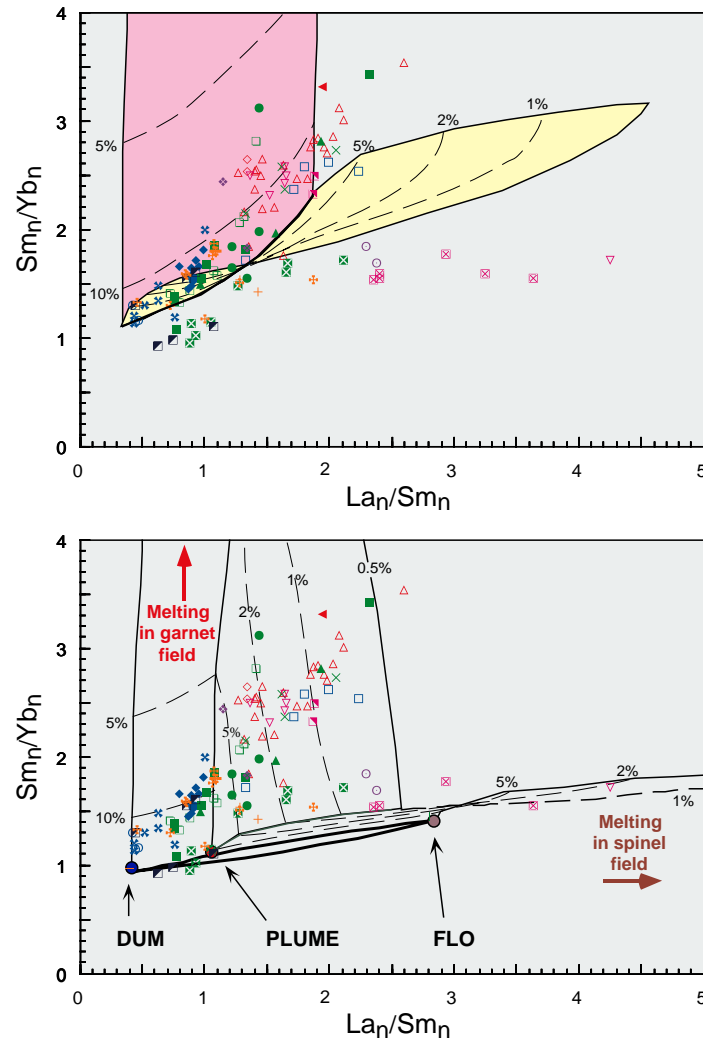 4
3
2
1
0
Sm_n/Yb_n
5%
10%
5%
2%
1%
0 1 2 3 4 5
La_n/Sm_n
4
3
2
1
0
Sm_n/Yb_n
Melting
in garnet
field
0.5%
1%
2%
5%
5%
10%
5%
2%
1%
Melting
in spinel
field
DUM PLUME FLO
0 1 2 3 4 5
La_n/Sm_n